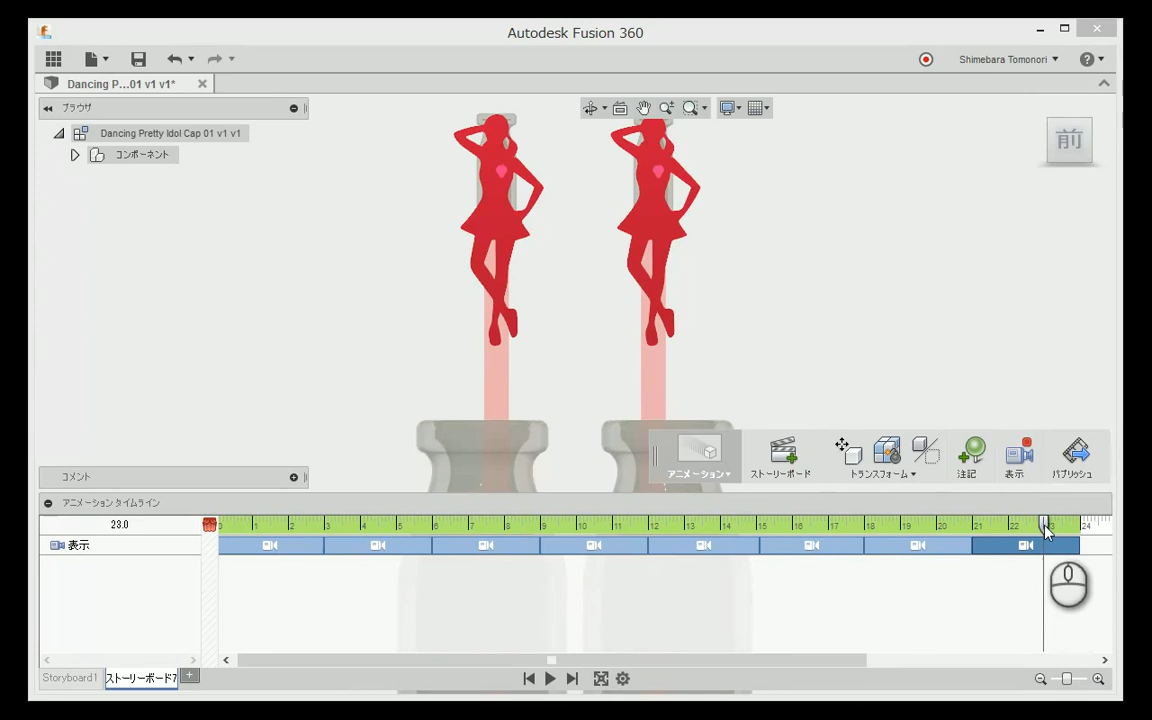 Autodesk Fusion 360
Shimebara Tomonori
Dancing P...01 v1 v1*
ブラウザ
Dancing Pretty Idol Cap 01 v1 v1
コンポーネント
前
アニメーション
ストーリーボード
トランスフォーム
注記
表示
パブリッシュ
コメント
アニメーション タイムライン
23.0
0 1 2 3 4 5 6 7 8 9 10 11 12 13 14 15 16 17 18 19 20 21 22 23 24
表示
Storyboard1
ストーリーボード7